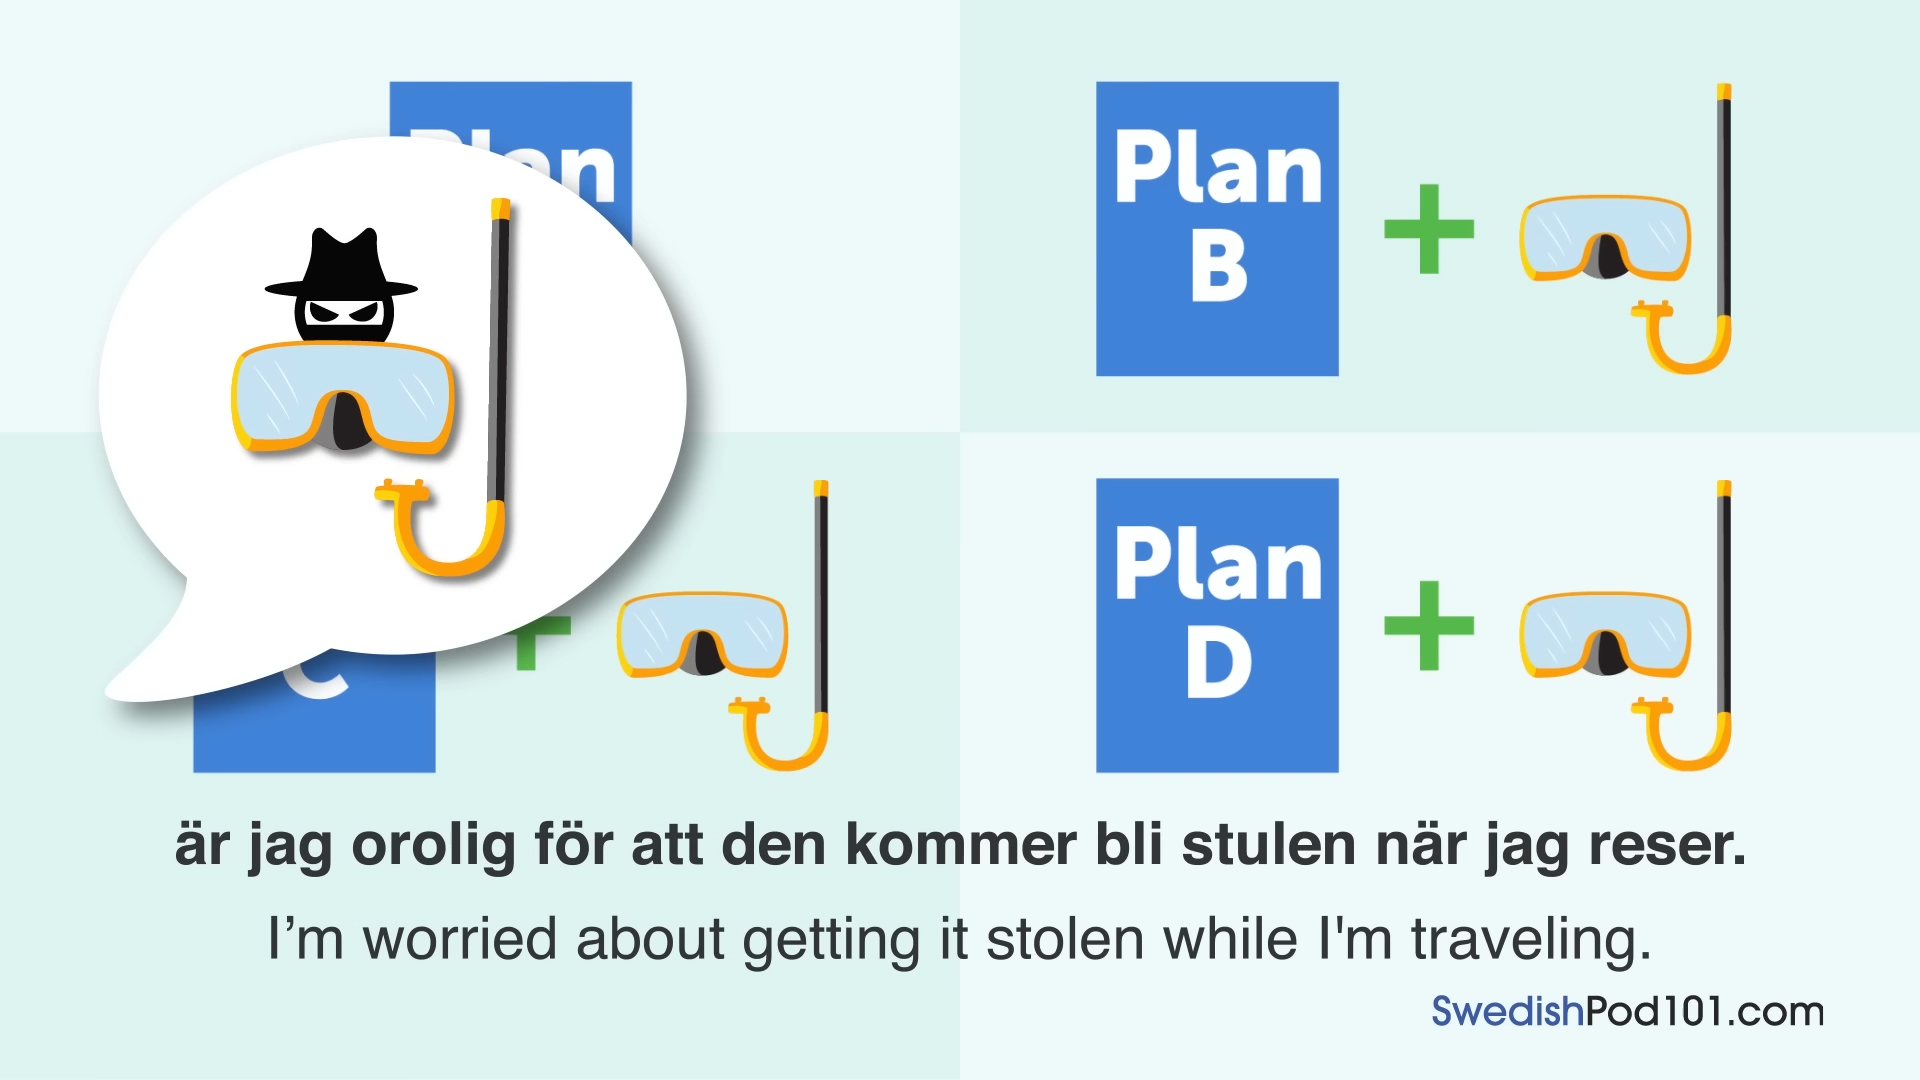 Plan
Plan
B
C
Plan
D
är jag orolig för att den kommer bli stulen när jag reser.
I’m worried about getting it stolen while I'm traveling.
SwedishPod101.com